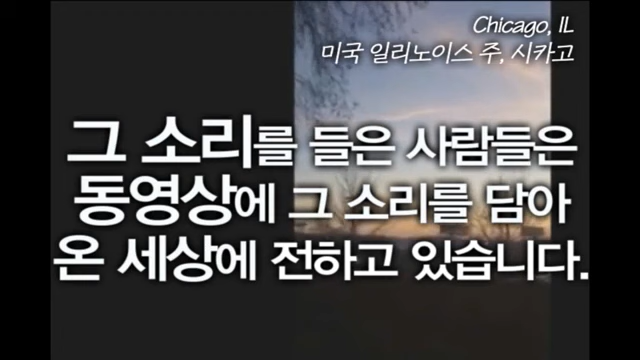 Chicago, IL
미국 일리노이스 주, 시카고
그 소리를 들은 사람들은
동영상에 그 소리를 담아
온 세상에 전하고 있습니다.